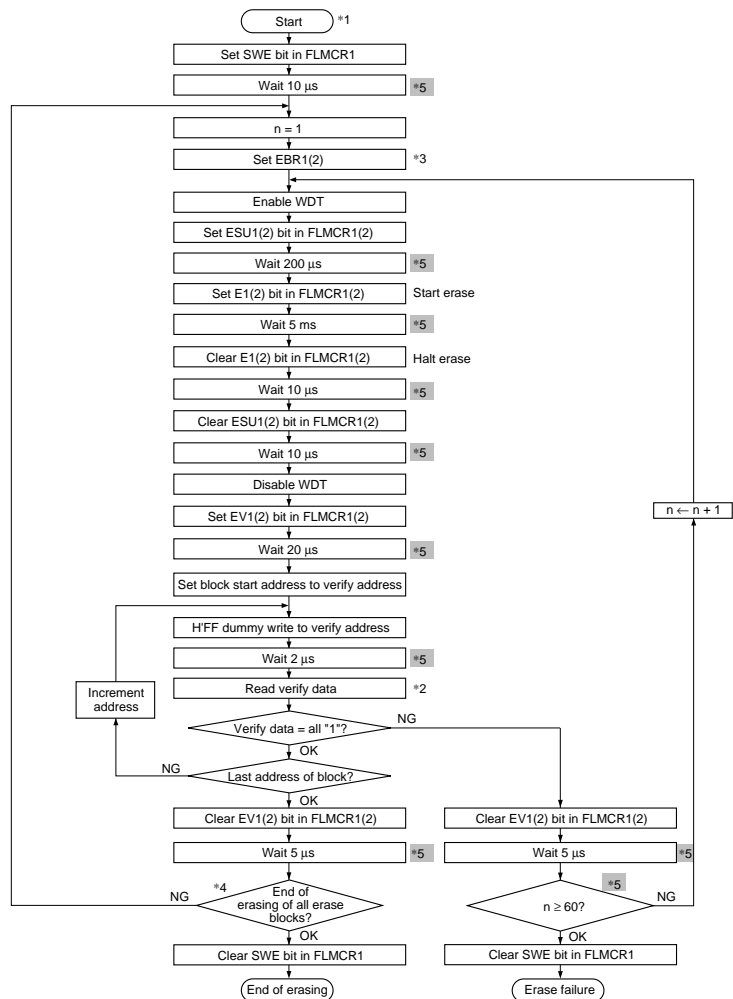 Start *1
Set SWE bit in FLMCR1
Wait 10 μs *5
n = 1
Set EBR1(2) *3
Enable WDT
Set ESU1(2) bit in FLMCR1(2)
Wait 200 μs *5
Set E1(2) bit in FLMCR1(2) Start erase
Wait 5 ms *5
Clear E1(2) bit in FLMCR1(2) Halt erase
Wait 10 μs *5
Clear ESU1(2) bit in FLMCR1(2)
Wait 10 μs *5
Disable WDT
Set EV1(2) bit in FLMCR1(2)
n ← n + 1
Wait 20 μs *5
Set block start address to verify address
H'FF dummy write to verify address
Wait 2 μs *5
Read verify data *2
Increment
address
Verify data = all "1"?
NG
OK
Last address of block?
NG
OK
Clear EV1(2) bit in FLMCR1(2)
Wait 5 μs *5
*4
End of
erasing of all erase
blocks?
NG
OK
Clear SWE bit in FLMCR1
End of erasing
Clear EV1(2) bit in FLMCR1(2)
Wait 5 μs *5
*5
n ≥ 60?
NG
OK
Clear SWE bit in FLMCR1
Erase failure